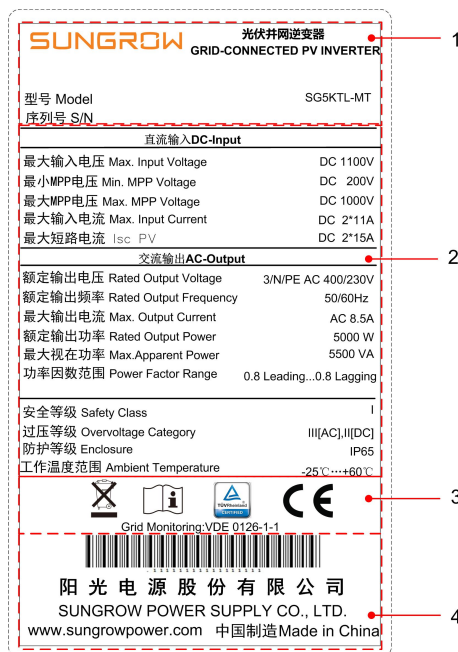 SUNGROW
光伏并网逆变器
GRID-CONNECTED PV INVERTER
1
型号 Model SG5KTL-MT
序列号 S/N
直流输入DC-Input
最大输入电压 Max. Input Voltage DC 1100V
最小MPP电压 Min. MPP Voltage DC 200V
最大MPP电压 Max. MPP Voltage DC 1000V
最大输入电流 Max. Input Current DC 2*11A
最大短路电流 Isc PV DC 2*15A
交流输出AC-Output
2
额定输出电压 Rated Output Voltage 3/N/PE AC 400/230V
额定输出频率 Rated Output Frequency 50/60Hz
最大输出电流 Max. Output Current AC 8.5A
额定输出功率 Rated Output Power 5000 W
最大视在功率 Max.Apparent Power 5500 VA
功率因数范围 Power Factor Range 0.8 Leading...0.8 Lagging
安全等级 Safety Class I
过压等级 Overvoltage Category III[AC],II[DC]
防护等级 Enclosure IP65
工作温度范围 Ambient Temperature -25℃…+60℃
i
TÜVRheinland
CERTIFIED
CE
3
Grid Monitoring:VDE 0126-1-1
阳光电源股份有限公司
SUNGROW POWER SUPPLY CO., LTD.
4
www.sungrowpower.com 中国制造Made in China